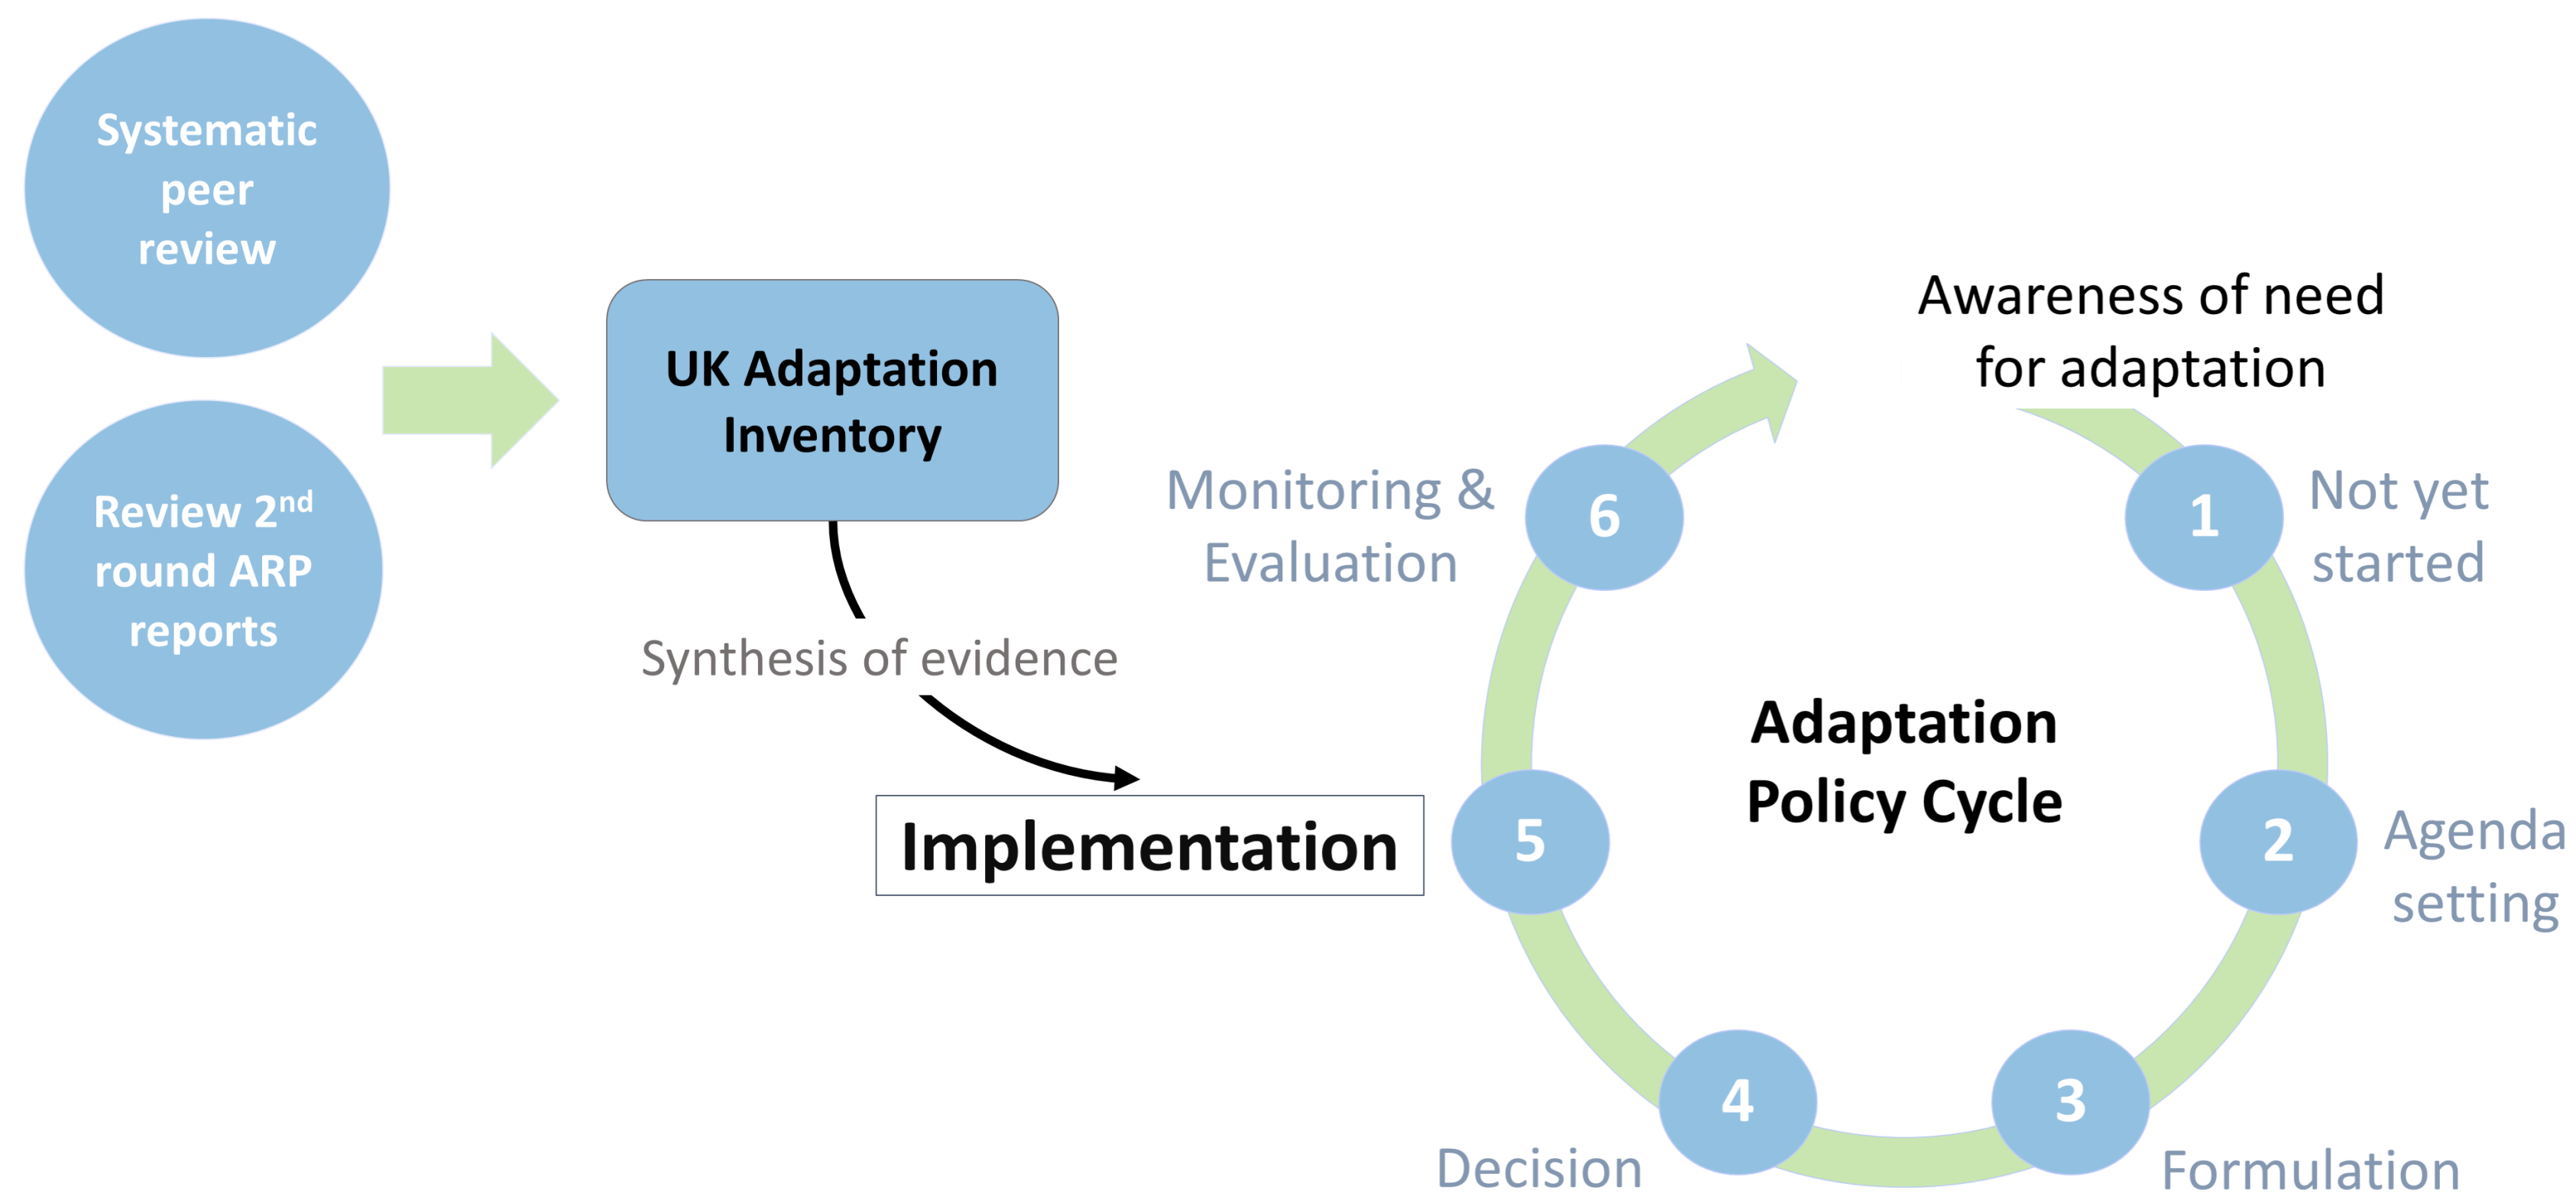 Systematic
peer
review
Review 2nd
round ARP
reports
UK Adaptation
Inventory
Synthesis of evidence
Implementation
Awareness of need
for adaptation
1
Not yet
started
2
Agenda
setting
3
Formulation
4
Decision
5
6
Monitoring &
Evaluation
Adaptation
Policy Cycle